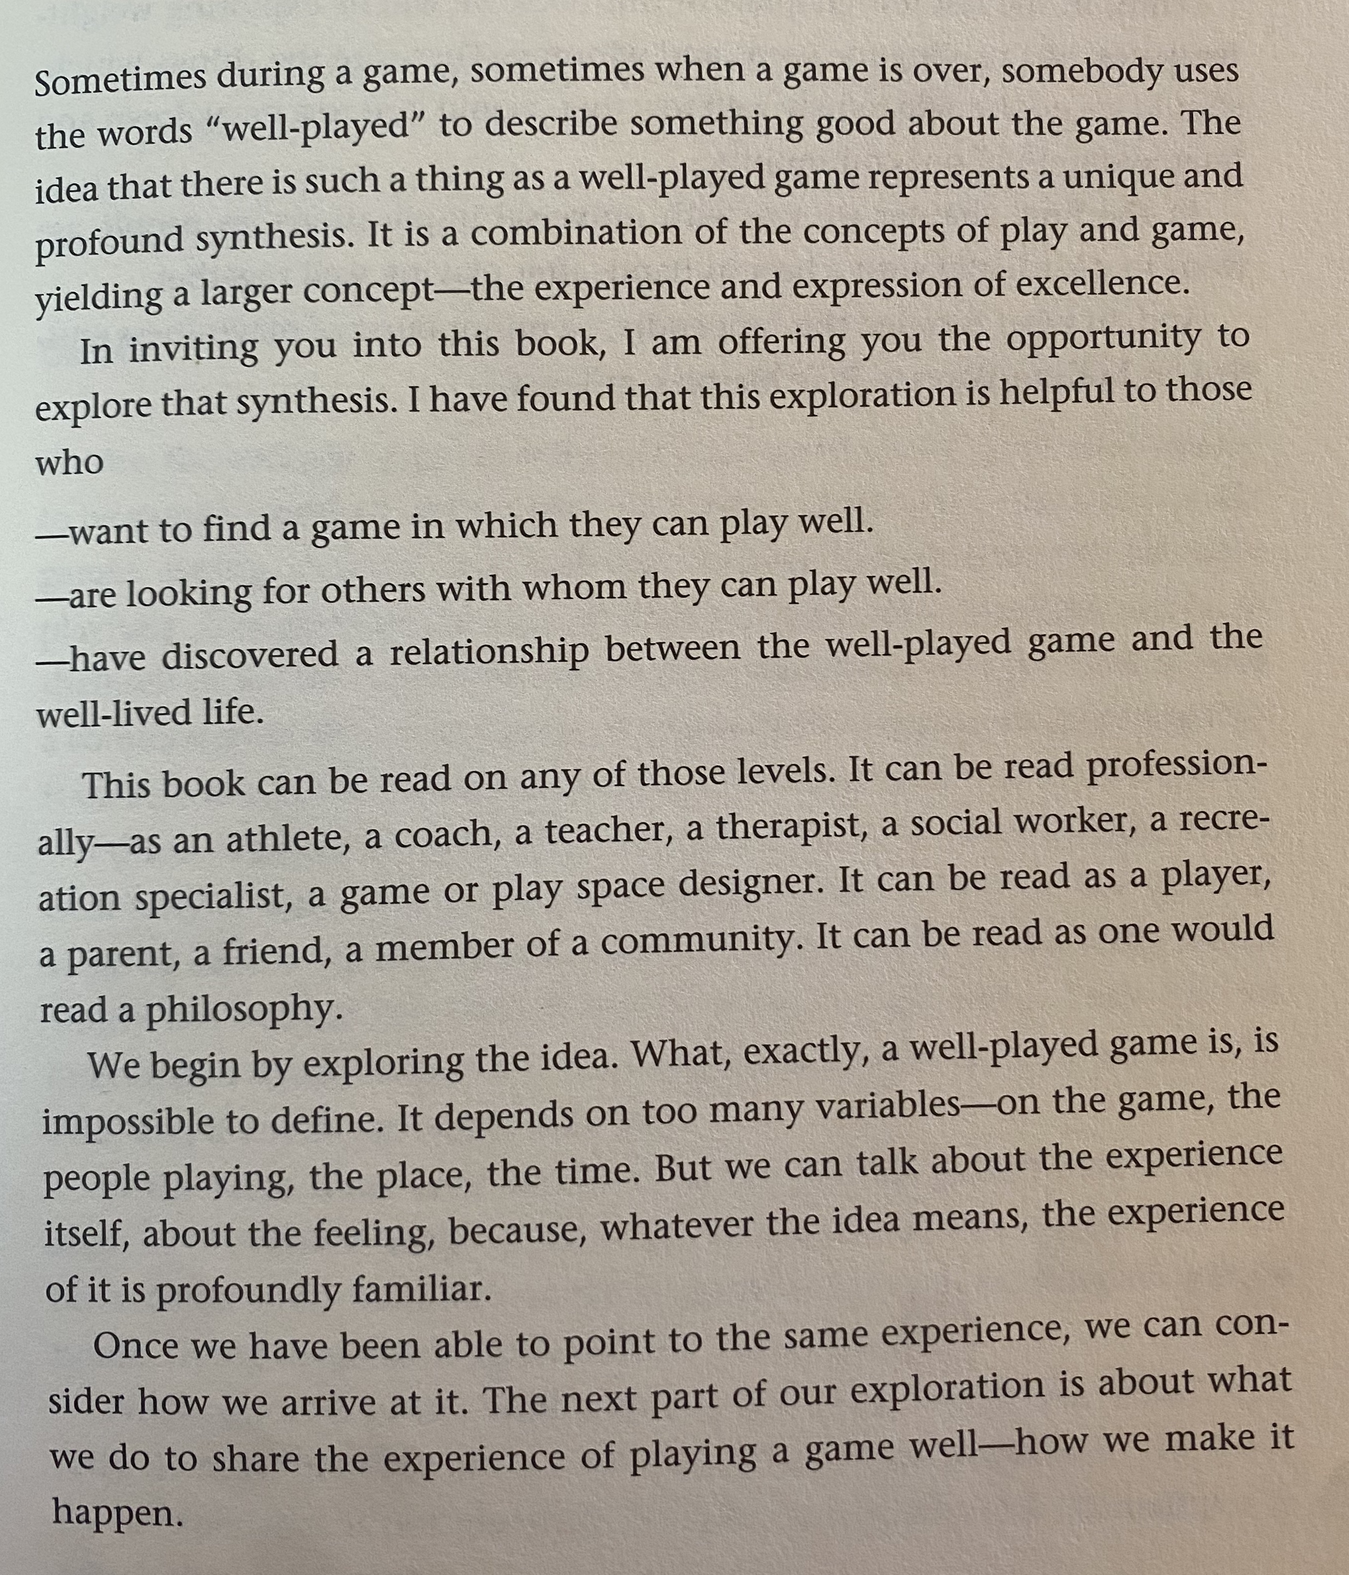 Sometimes during a game, sometimes when a game is over, somebody uses
the words “well-played” to describe something good about the game. The
idea that there is such a thing as a well-played game represents a unique and
profound synthesis. It is a combination of the concepts of play and game,
yielding a larger concept—the experience and expression of excellence.
In inviting you into this book, I am offering you the opportunity to
explore that synthesis. I have found that this exploration is helpful to those
who
—want to find a game in which they can play well.
—are looking for others with whom they can play well.
—have discovered a relationship between the well-played game and the
well-lived life.
This book can be read on any of those levels. It can be read profession-
ally—as an athlete, a coach, a teacher, a therapist, a social worker, a recre-
ation specialist, a game or play space designer. It can be read as a player,
a parent, a friend, a member of a community. It can be read as one would
read a philosophy.
We begin by exploring the idea. What, exactly, a well-played game is, is
impossible to define. It depends on too many variables—on the game, the
people playing, the place, the time. But we can talk about the experience
itself, about the feeling, because, whatever the idea means, the experience
of it is profoundly familiar.
Once we have been able to point to the same experience, we can con-
sider how we arrive at it. The next part of our exploration is about what
we do to share the experience of playing a game well—how we make it
happen.